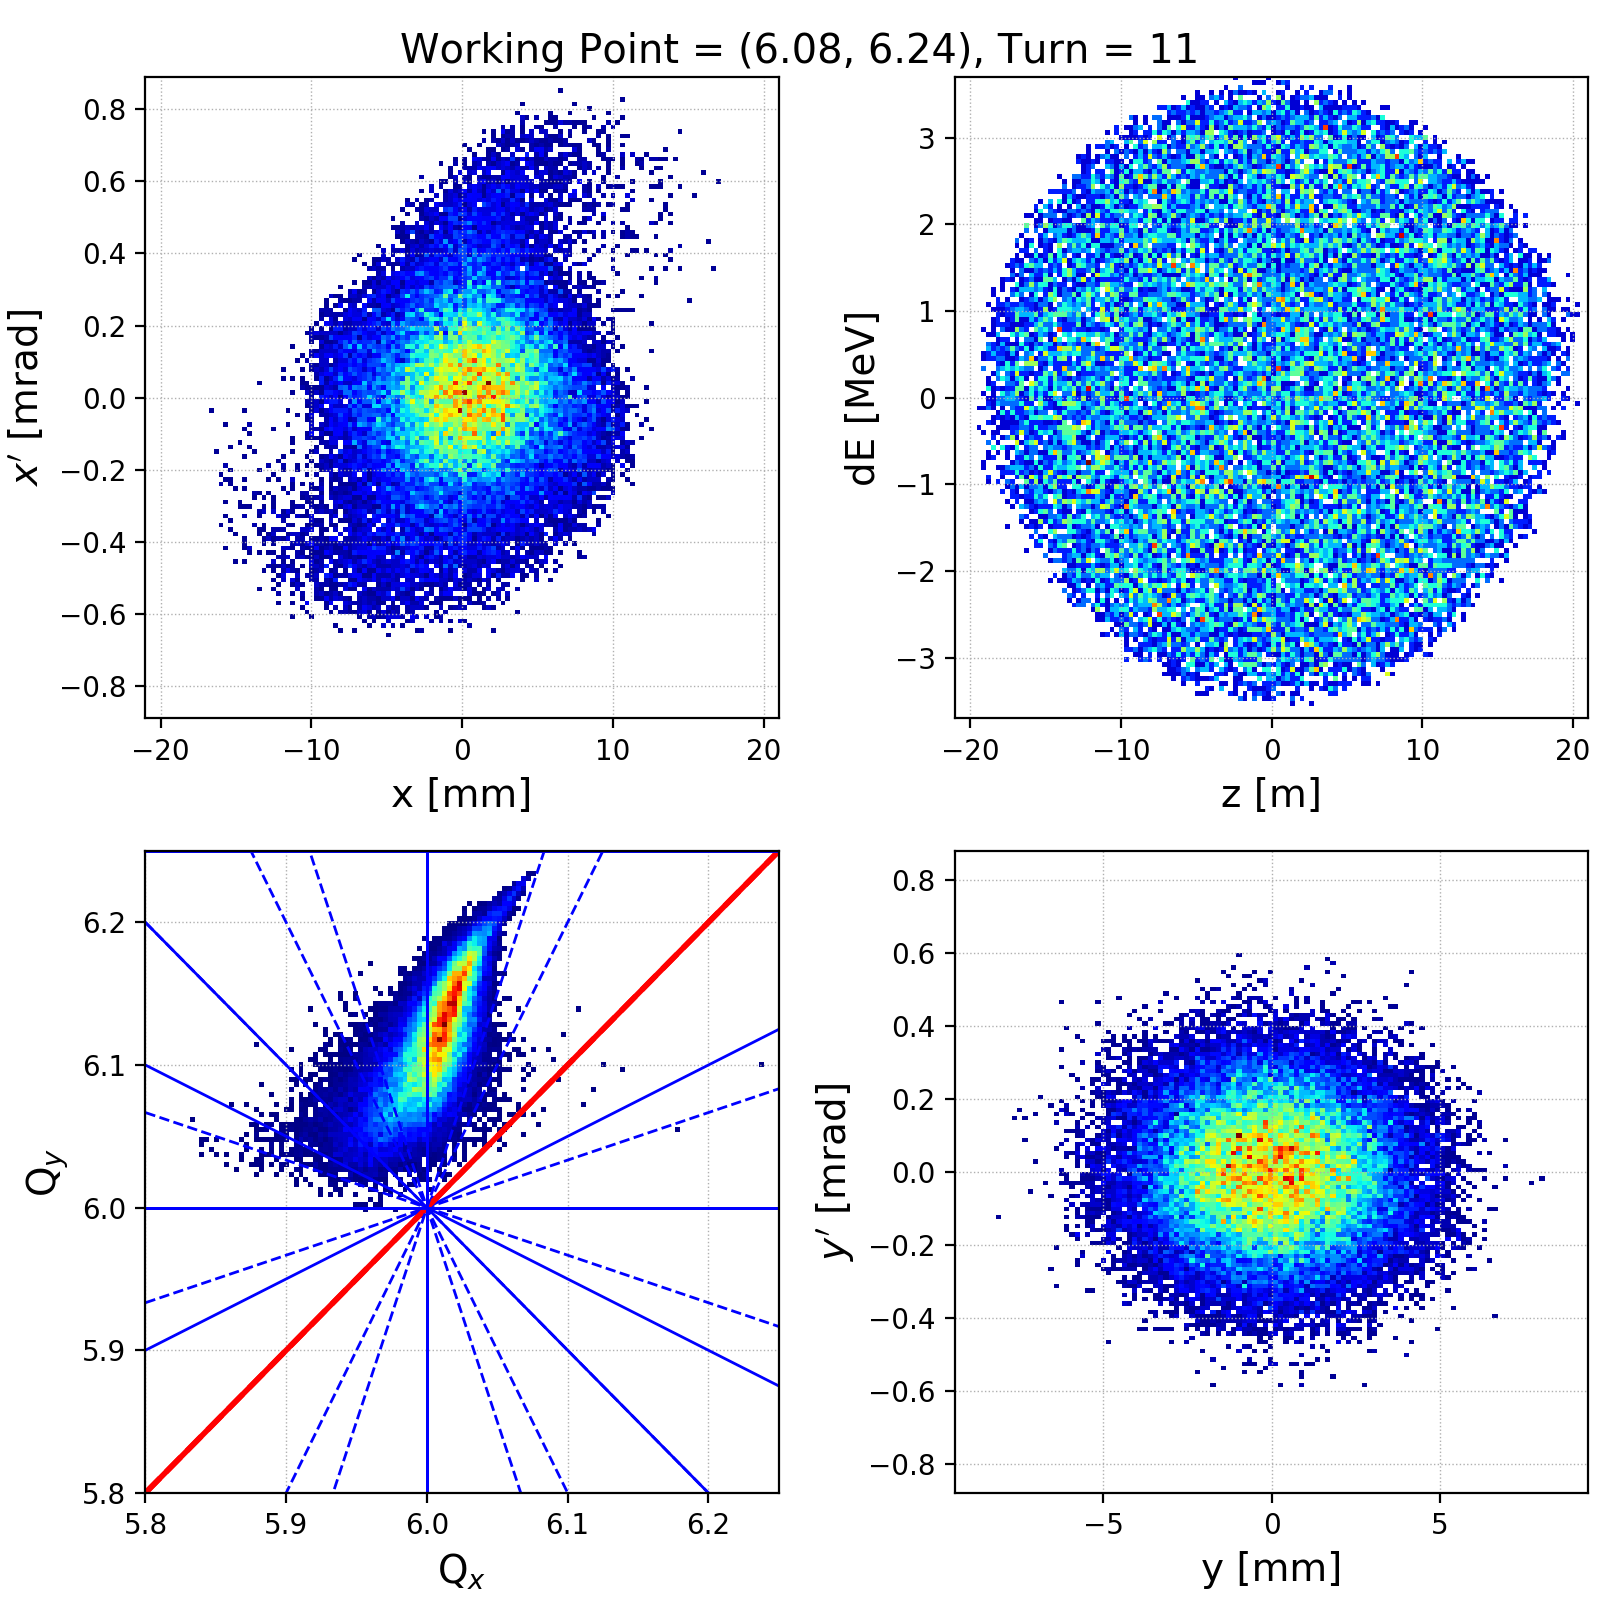 Working Point = (6.08, 6.24), Turn = 11
0.8
0.6
0.4
0.2
0.0
−0.2
−0.4
−0.6
−0.8
x′ [mrad]
−20 −10 0 10 20
x [mm]
3
2
1
0
−1
−2
−3
dE [MeV]
−20 −10 0 10 20
z [m]
6.2
6.1
6.0
5.9
5.8
Qy
5.8 5.9 6.0 6.1 6.2
Qx
0.8
0.6
0.4
0.2
0.0
−0.2
−0.4
−0.6
−0.8
y′ [mrad]
−5 0 5
y [mm]